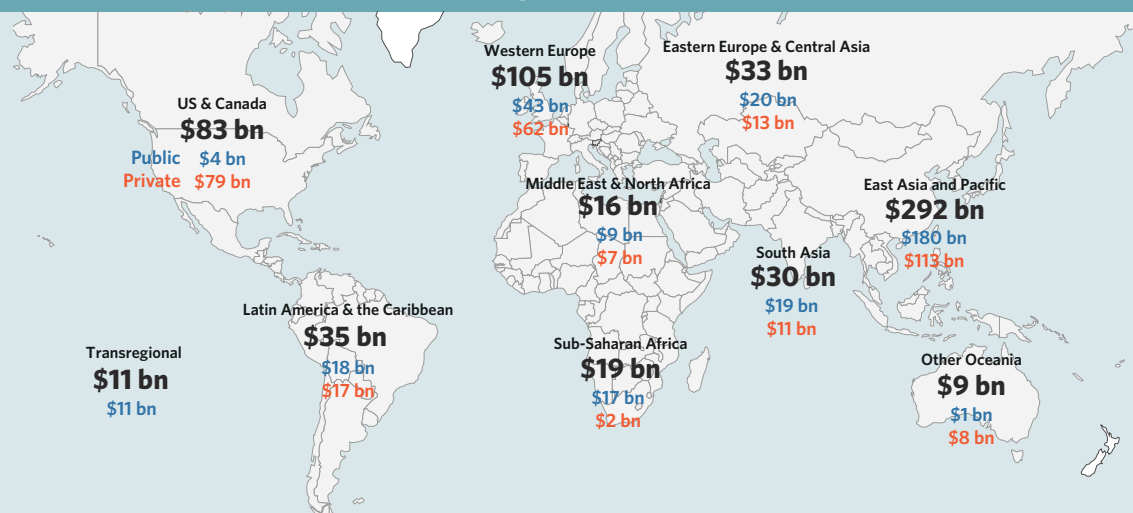 US & Canada
$83 bn
Public $4 bn
Private $79 bn
Western Europe
$105 bn
$43 bn
$62 bn
Eastern Europe & Central Asia
$33 bn
$20 bn
$13 bn
Middle East & North Africa
$16 bn
$9 bn
$7 bn
East Asia and Pacific
$292 bn
$180 bn
$113 bn
South Asia
$30 bn
$19 bn
$11 bn
Latin America & the Caribbean
$35 bn
$18 bn
$17 bn
Transregional
$11 bn
$11 bn
Sub-Saharan Africa
$19 bn
$17 bn
$2 bn
Other Oceania
$9 bn
$1 bn
$8 bn